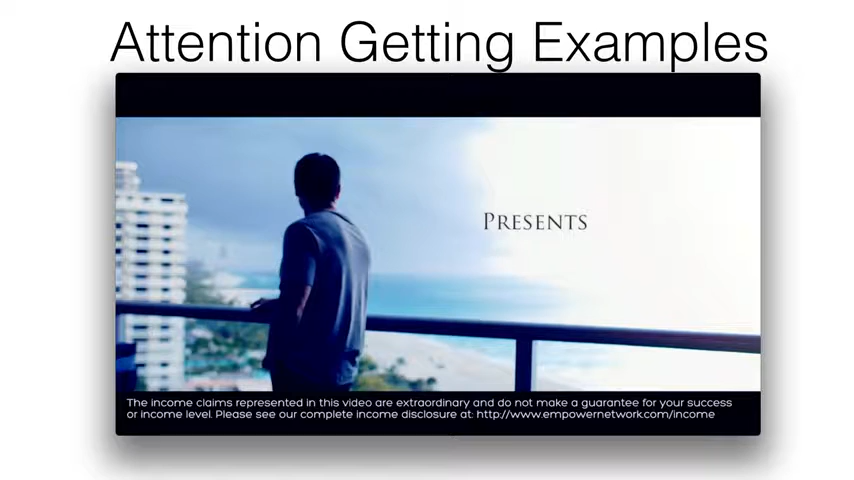 Attention Getting Examples
PRESENTS
The income claims represented in this video are extraordinary and do not make a guarantee for your success
or income level. Please see our complete income disclosure at: http://www.empowernetwork.com/income